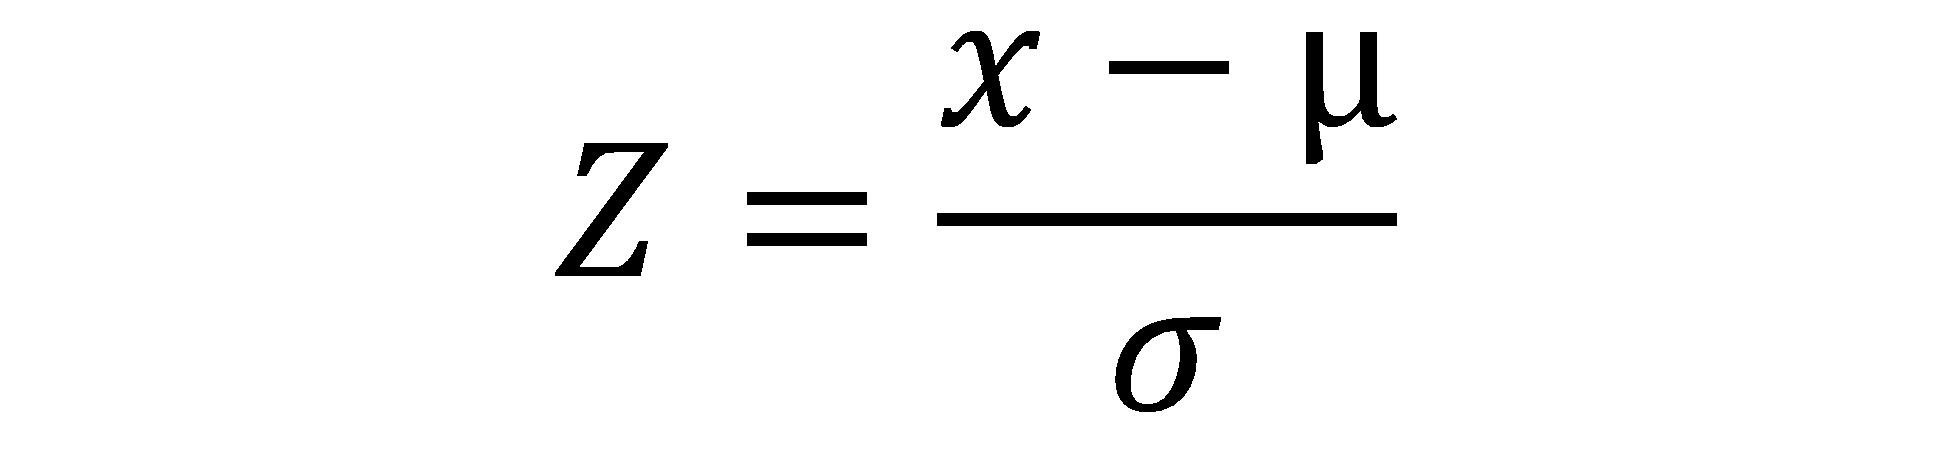 Z = (x − μ) / σ